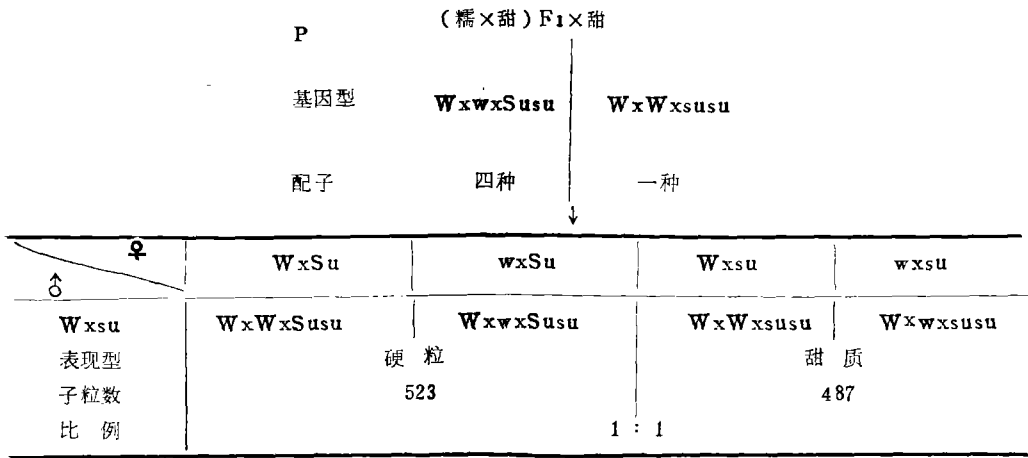 (糯×甜)F1×甜
P
基因型 WxwxSusu WxWxsusu
配子 四种 一种
♀ WxSu wxSu Wxsu wxsu
♂
Wxsu WxWxSusu WxwxSusu WxWxsusu Wxwxsusu
表现型 硬粒 甜质
子粒数 523 487
比例 1:1